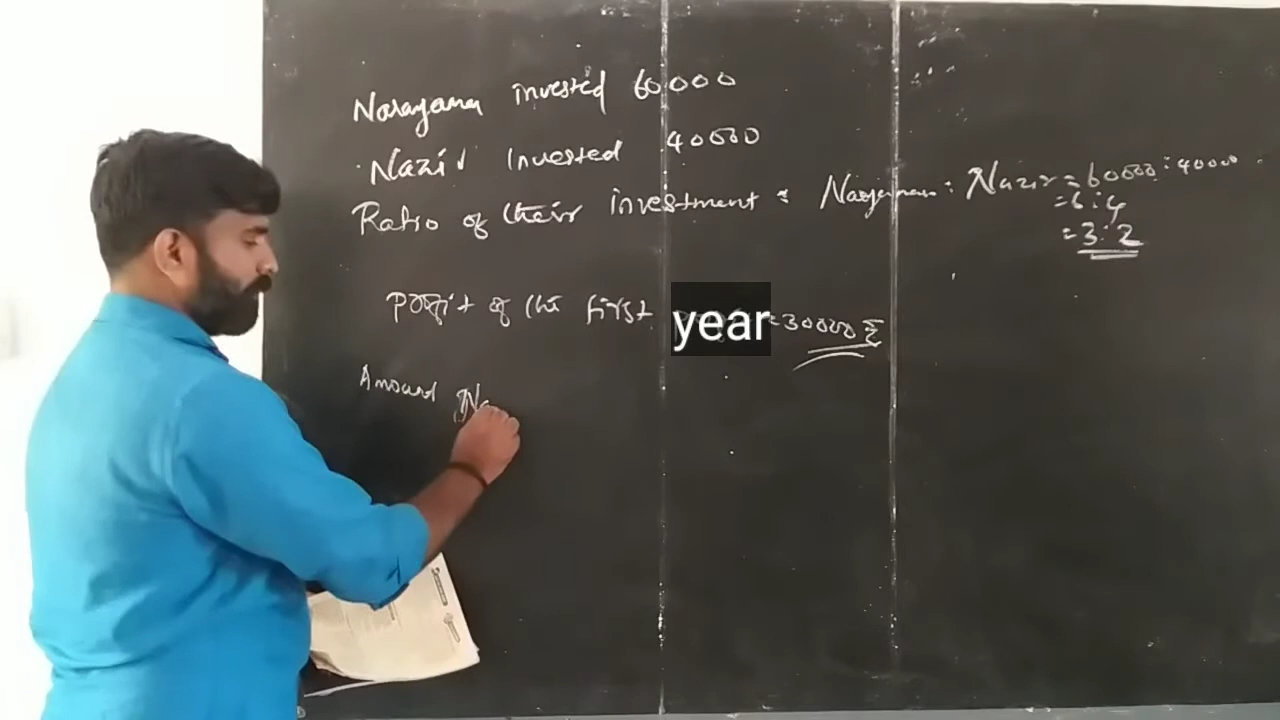 Narayanan invested 60000
Nazir Invested 40000
Ratio of their investment = Narayanan : Nazir = 60000 : 40000
= 6 : 4
= 3 : 2
Profit of the first year = 30000 ₹
Amount Na